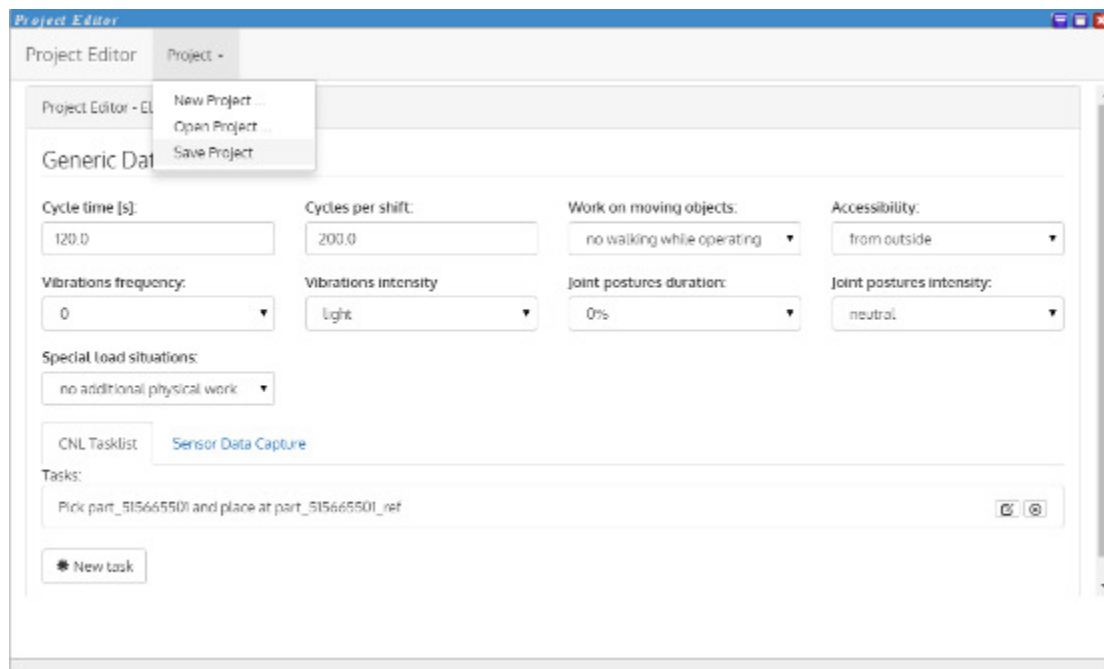 Project Editor
Project Editor Project
New Project ...
Open Project ...
Save Project
Project Editor - EL
Generic Dat
Cycle time [s]: Cycles per shift: Work on moving objects: Accessibility:
120.0 200.0 no walking while operating from outside
Vibrations frequency: Vibrations intensity Joint postures duration: Joint postures intensity:
0 light 0% neutral
Special load situations:
no additional physical work
CNL Tasklist Sensor Data Capture
Tasks:
Pick part_515665501 and place at part_515665501_ref
New task